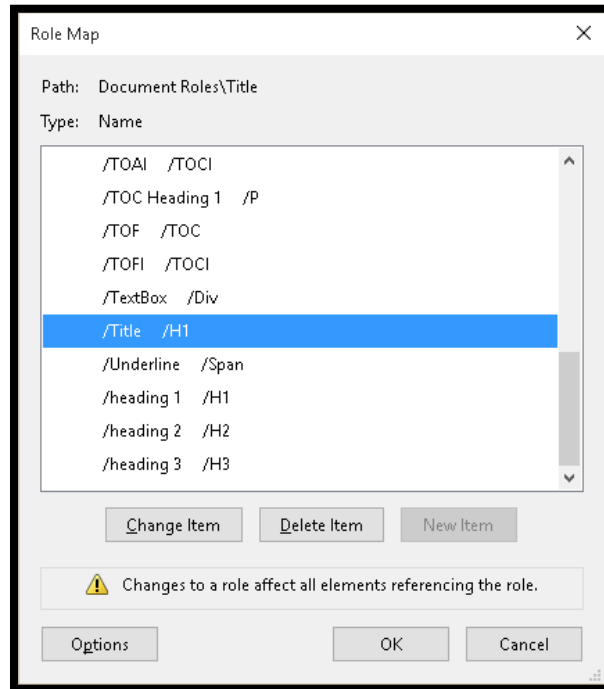 Role Map
Path: Document Roles\Title
Type: Name
/TOAI /TOCI
/TOC Heading 1 /P
/TOF /TOC
/TOFI /TOCI
/TextBox /Div
/Title /H1
/Underline /Span
/heading 1 /H1
/heading 2 /H2
/heading 3 /H3
Change Item Delete Item New Item
Changes to a role affect all elements referencing the role.
Options OK Cancel